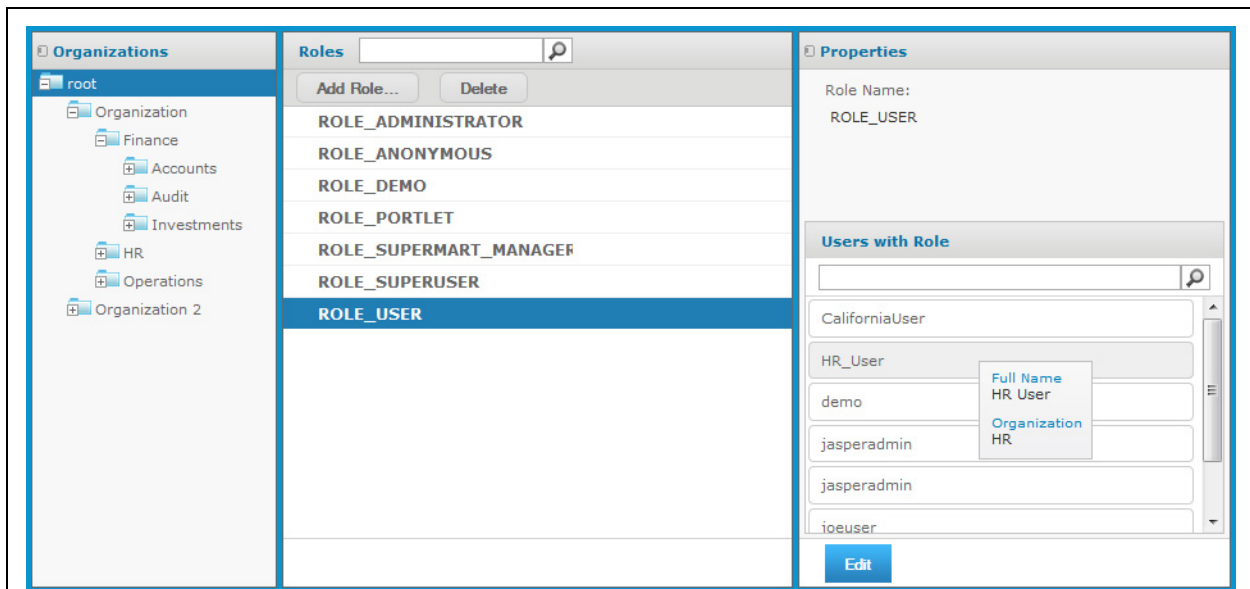 Organizations
root
Organization
Finance
Accounts
Audit
Investments
HR
Operations
Organization 2
Roles
Add Role... Delete
ROLE_ADMINISTRATOR
ROLE_ANONYMOUS
ROLE_DEMO
ROLE_PORTLET
ROLE_SUPERMART_MANAGER
ROLE_SUPERUSER
ROLE_USER
Properties
Role Name:
ROLE_USER
Users with Role
CaliforniaUser
HR_User
Full Name
HR User
Organization
HR
demo
jasperadmin
jasperadmin
joeuser
Edit